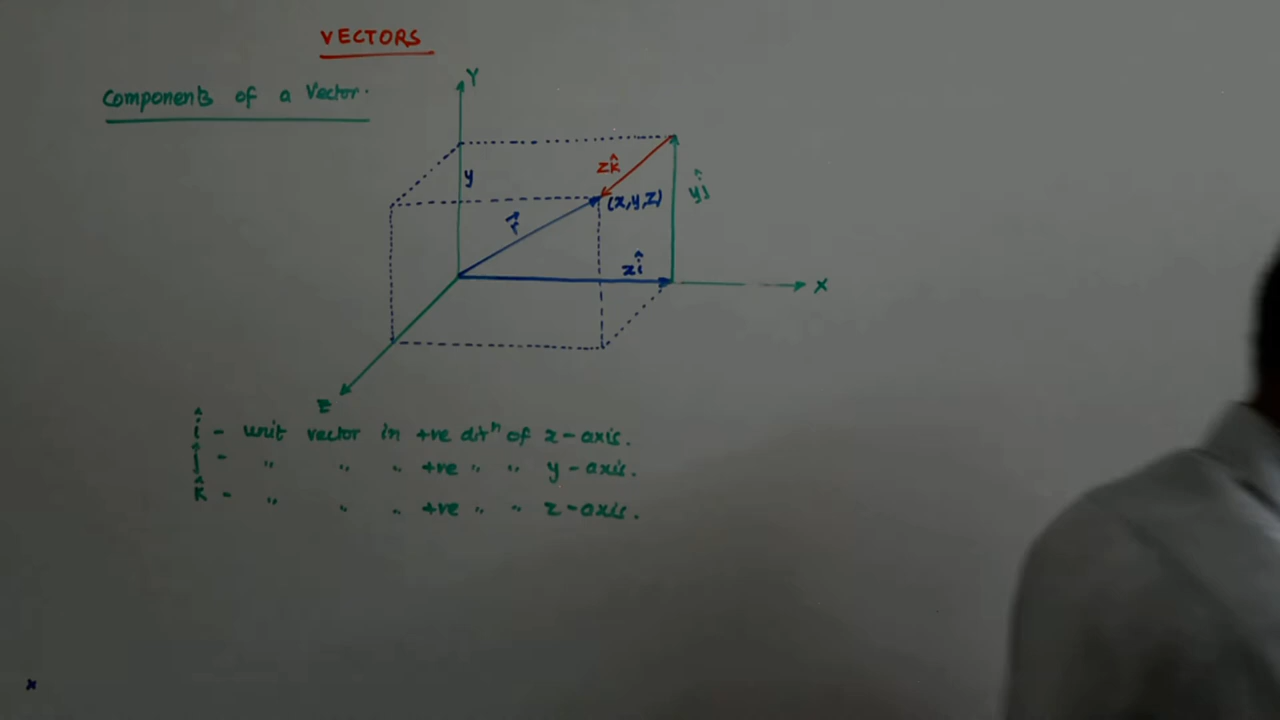 VECTORS
Components of a Vector.
Y
y
zk̂
(x,y,z)
yĵ
r⃗
xî
X
Z
î - unit vector in +ve dirⁿ of x-axis.
ĵ - " " " +ve " " y-axis.
k̂ - " " " +ve " " z-axis.
x